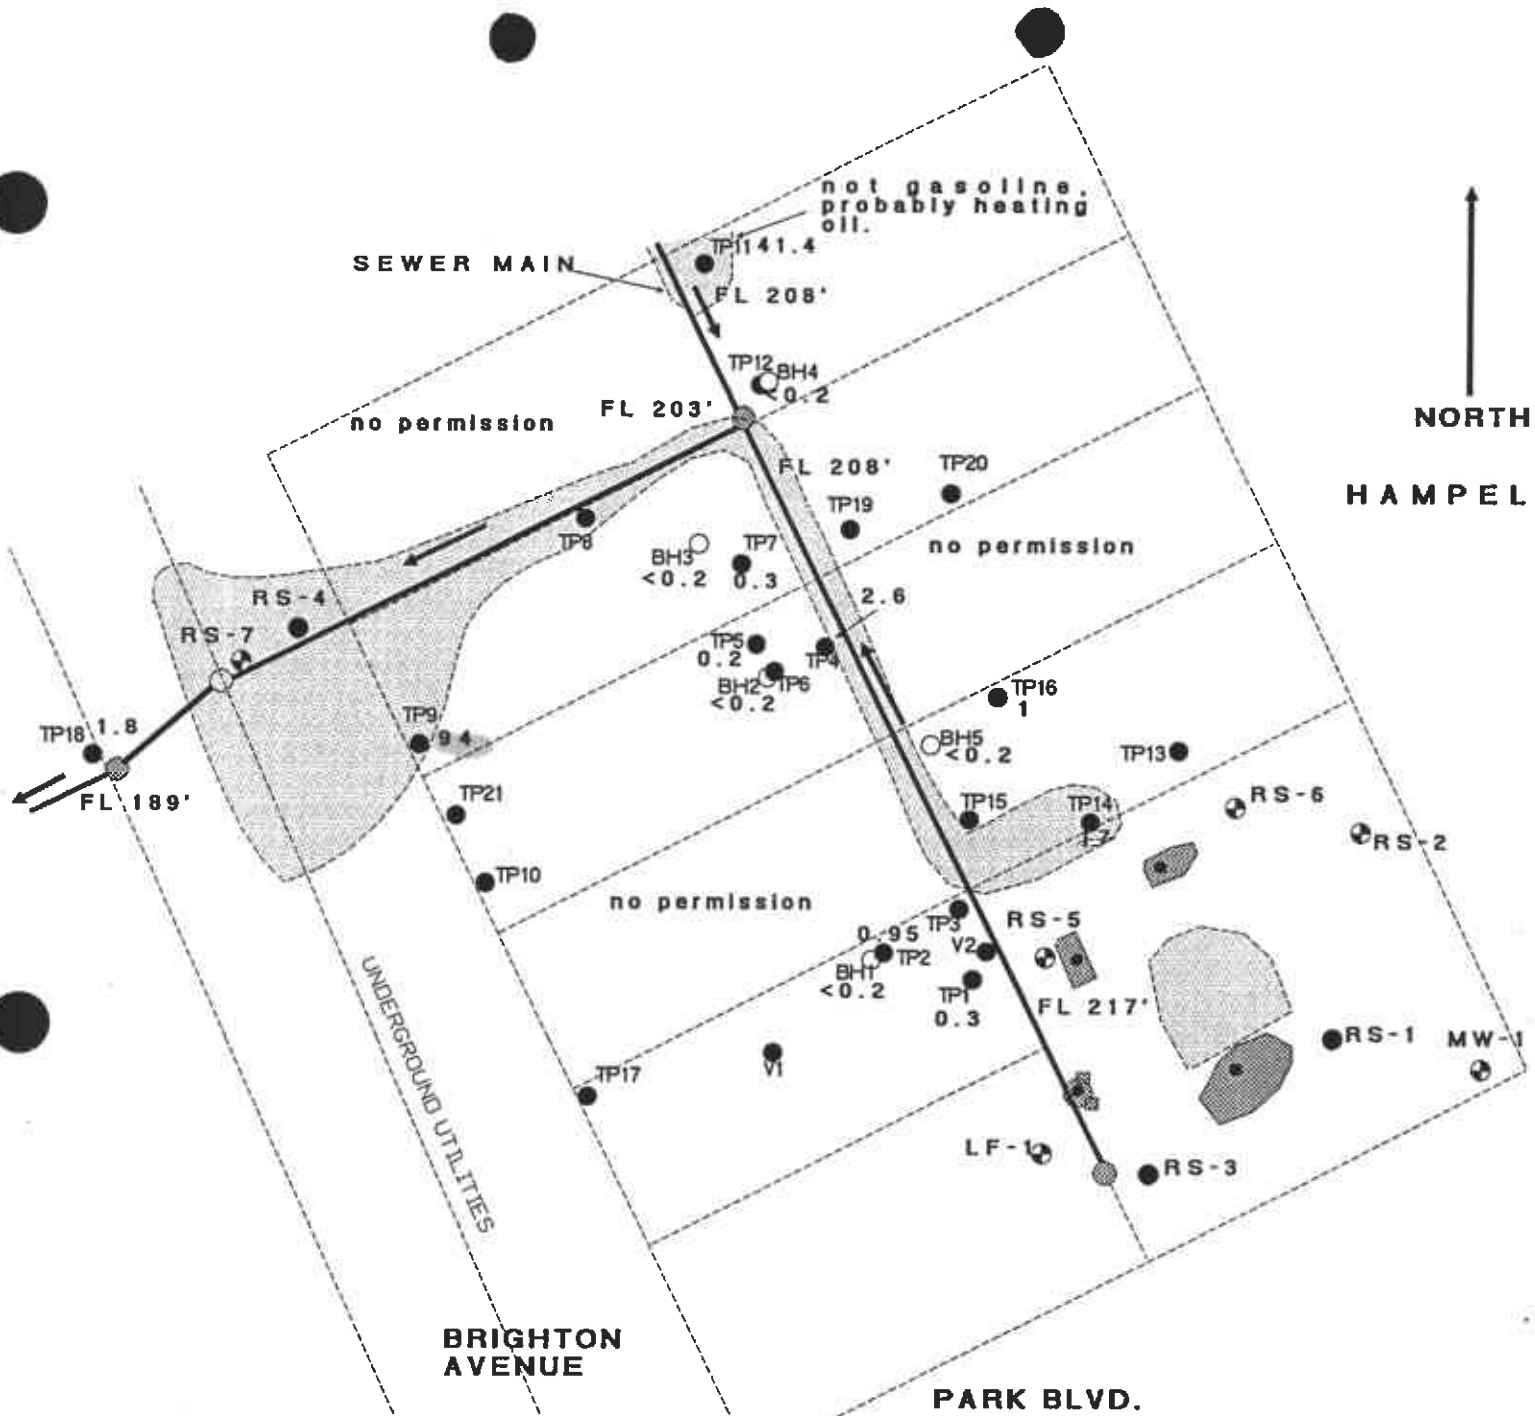 not gasoline,
probably heating
oil.
TP11 41.4
SEWER MAIN
FL 208'
TP12
BH4
<0.2
FL 203'
NORTH
no permission
FL 208'
TP20
HAMPEL
TP19
TP8
no permission
BH3
<0.2
TP7
0.3
RS-4
2.6
RS-7
TP5
0.2
TP4
BH2
TP6
<0.2
TP16
1
TP9
94
TP18
1.8
BH5
<0.2
TP13
FL 189'
TP21
TP15
TP14
RS-6
RS-2
TP10
no permission
TP3
RS-5
0.95
TP2
V2
BH1
<0.2
TP1
0.3
FL 217'
UNDERGROUND UTILITIES
RS-1
MW-1
V1
TP17
LF-1
RS-3
BRIGHTON
AVENUE
PARK BLVD.